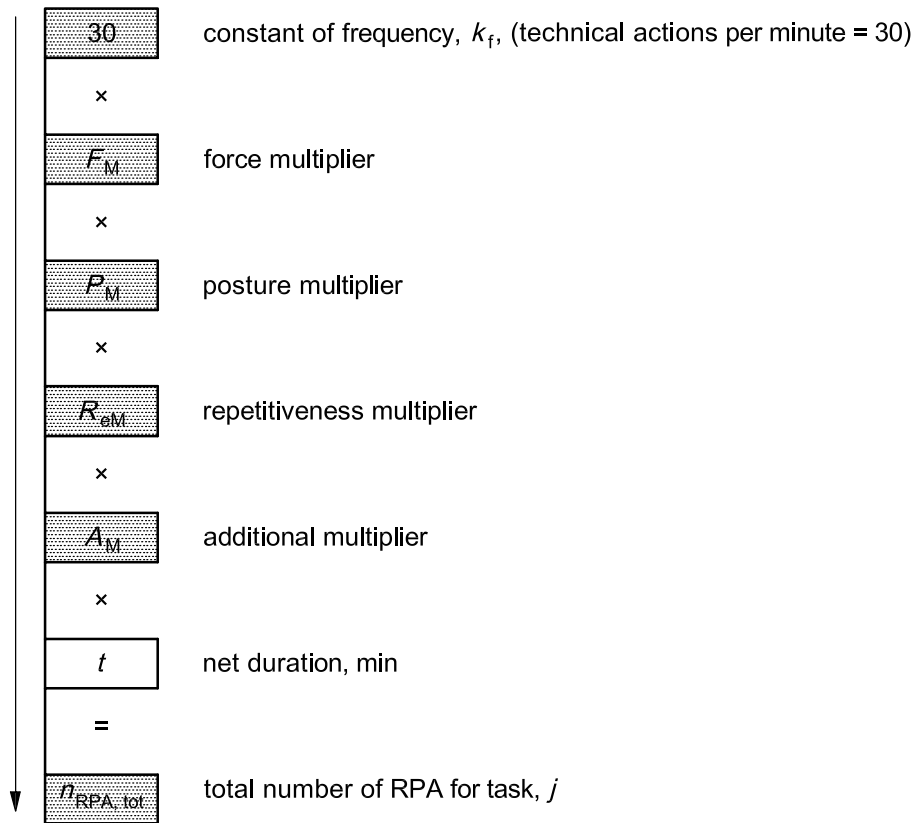 30 constant of frequency, kf, (technical actions per minute = 30)
×
FM force multiplier
×
PM posture multiplier
×
ReM repetitiveness multiplier
×
AM additional multiplier
×
t net duration, min
=
nRPA, tot total number of RPA for task, j